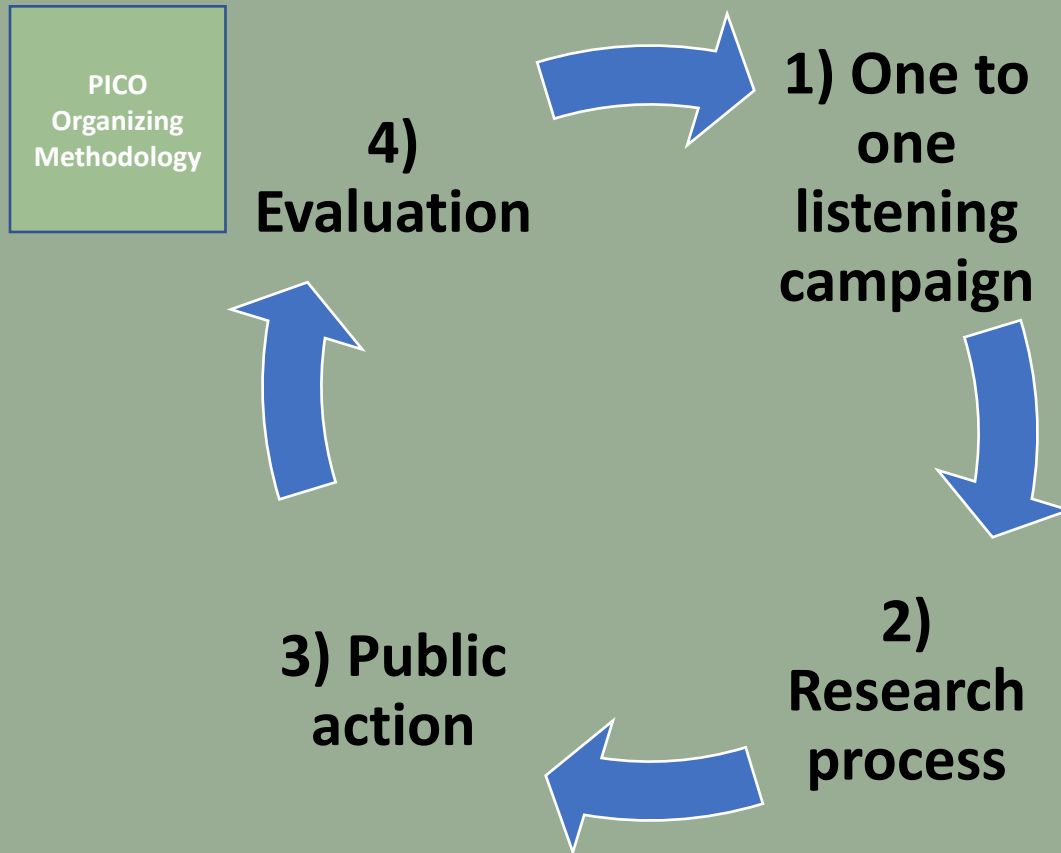 PICO
Organizing
Methodology
1) One to
one
listening
campaign
2)
Research
process
3) Public
action
4)
Evaluation